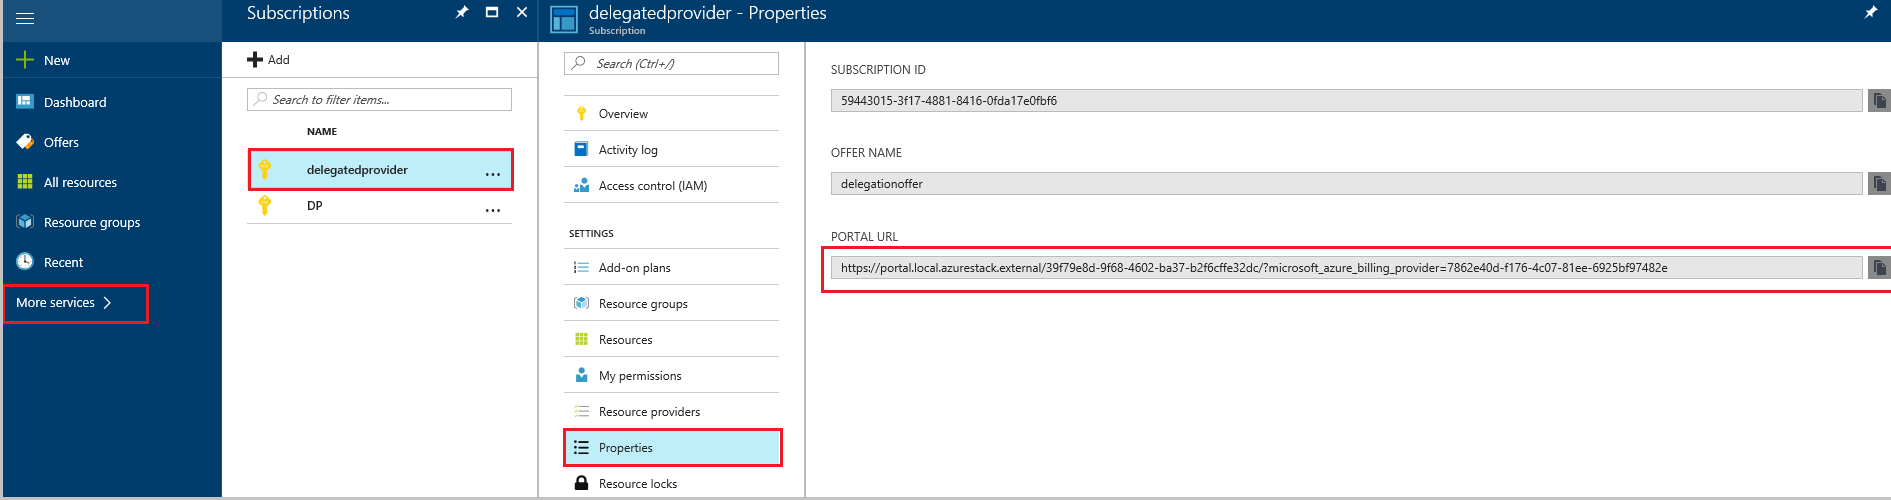 New
Dashboard
Offers
All resources
Resource groups
Recent
More services
Subscriptions
Add
Search to filter items...
NAME
delegatedprovider
...
DP
...
delegatedprovider - Properties
Subscription
Search (Ctrl+/)
Overview
Activity log
Access control (IAM)
SETTINGS
Add-on plans
Resource groups
Resources
My permissions
Resource providers
Properties
Resource locks
SUBSCRIPTION ID
59443015-3f17-4881-8416-0fda17e0fbf6
OFFER NAME
delegationoffer
PORTAL URL
https://portal.local.azurestack.external/39f79e8d-9f68-4602-ba37-b2f6cffe32dc/?microsoft_azure_billing_provider=7862e40d-f176-4c07-81ee-6925bf97482e